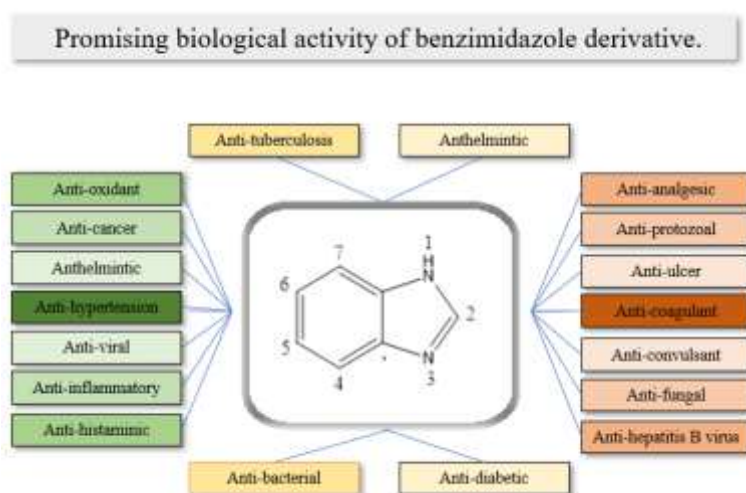 Promising biological activity of benzimidazole derivative.
Anti-tuberculosis
Anthelmintic
Anti-oxidant
Anti-cancer
Anthelmintic
Anti-hypertension
Anti-viral
Anti-inflammatory
Anti-histaminic
7
1
H
N
6
2
5
N
4
3
Anti-analgesic
Anti-protozoal
Anti-ulcer
Anti-coagulant
Anti-convulsant
Anti-fungal
Anti-hepatitis B virus
Anti-bacterial
Anti-diabetic